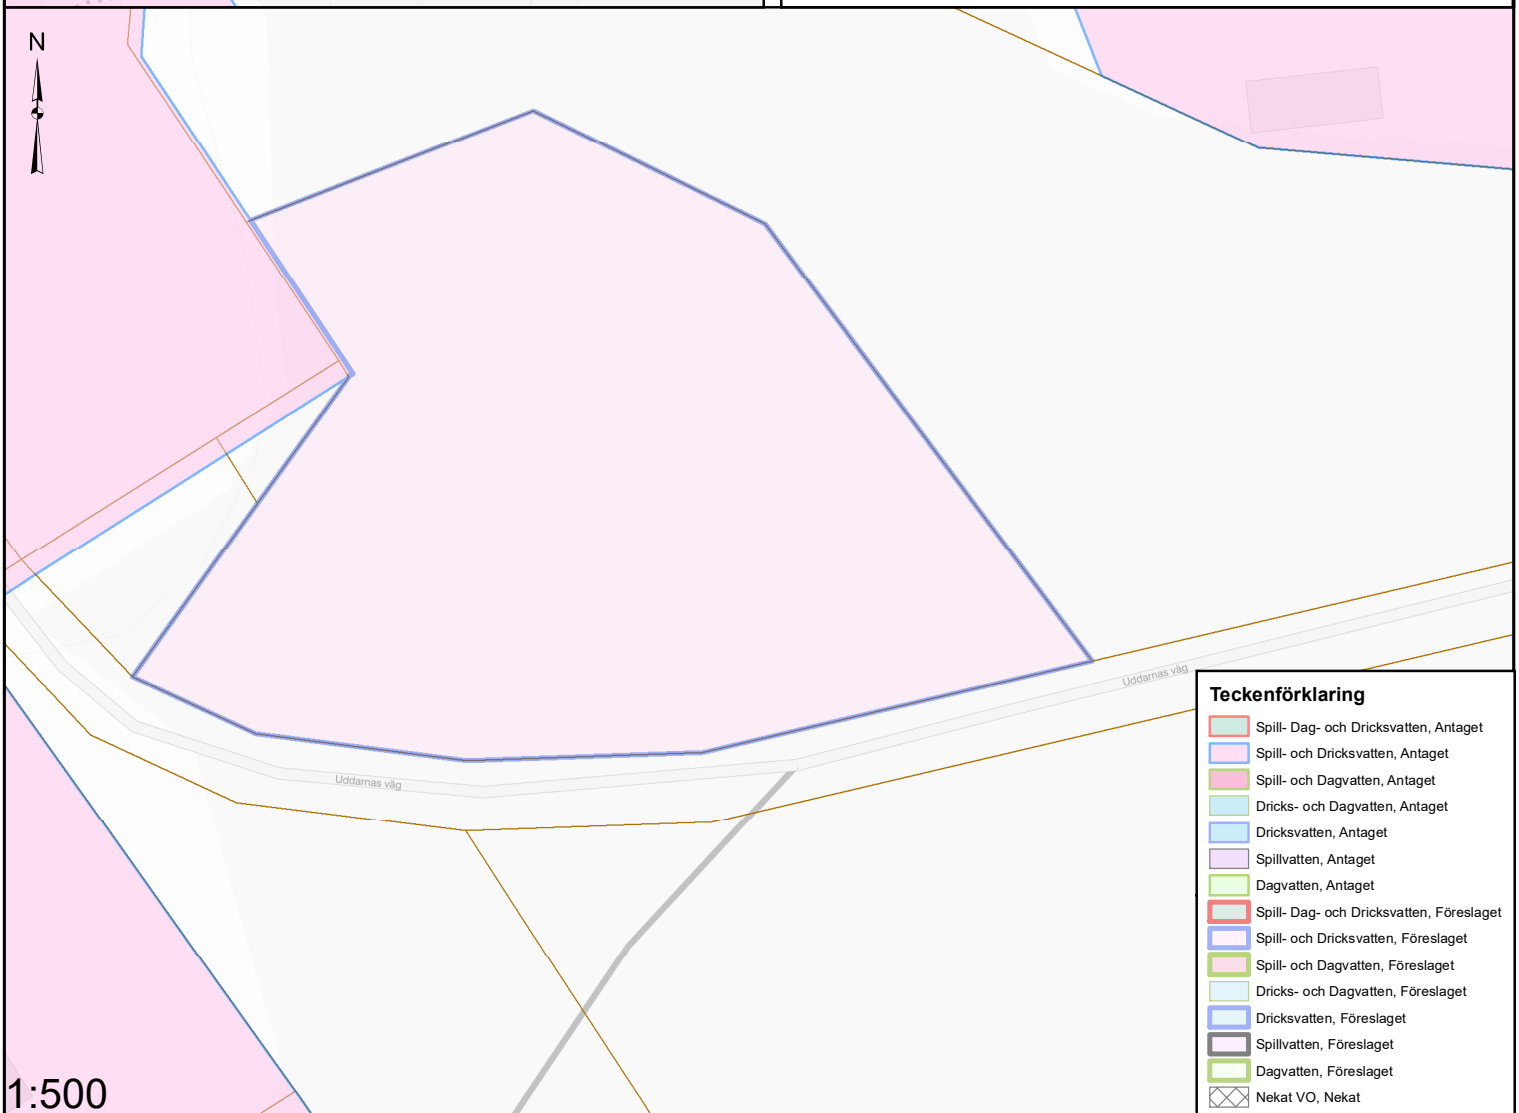 N
Uddarnas väg
Uddarnas väg
Teckenförklaring
Spill- Dag- och Dricksvatten, Antaget
Spill- och Dricksvatten, Antaget
Spill- och Dagvatten, Antaget
Dricks- och Dagvatten, Antaget
Dricksvatten, Antaget
Spillvatten, Antaget
Dagvatten, Antaget
Spill- Dag- och Dricksvatten, Föreslaget
Spill- och Dricksvatten, Föreslaget
Spill- och Dagvatten, Föreslaget
Dricks- och Dagvatten, Föreslaget
Dricksvatten, Föreslaget
Spillvatten, Föreslaget
Dagvatten, Föreslaget
Nekat VO, Nekat
1:500